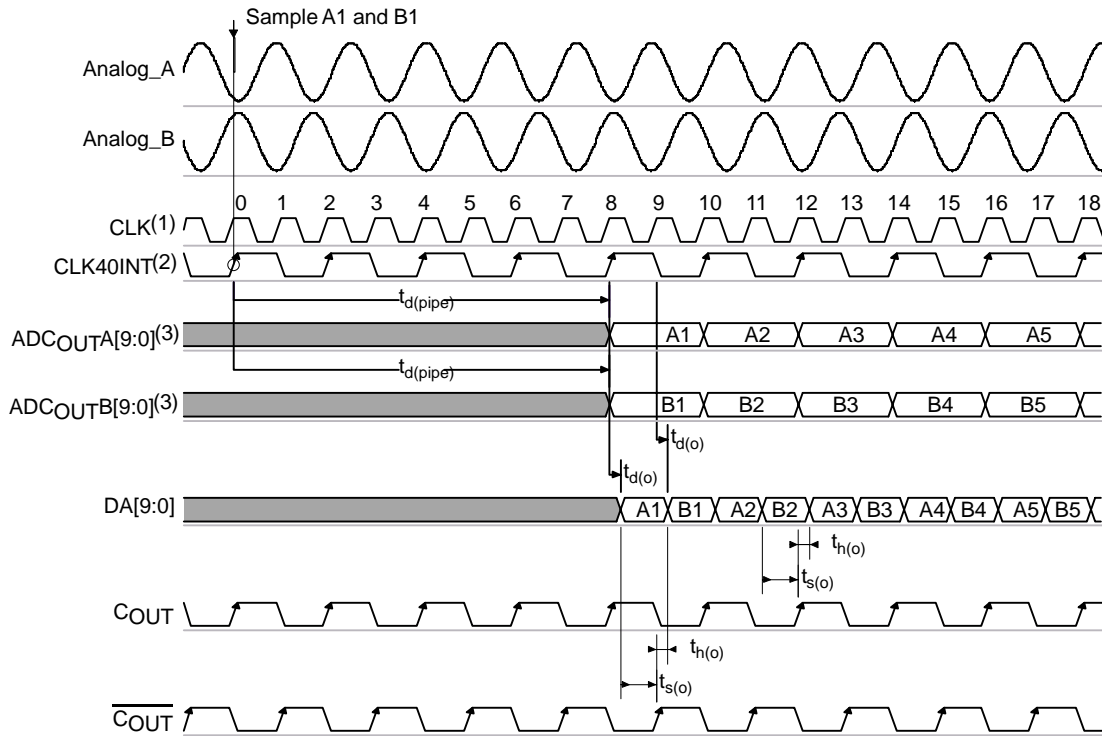 Sample A1 and B1
Analog_A
Analog_B
0 1 2 3 4 5 6 7 8 9 10 11 12 13 14 15 16 17 18
CLK(1)
CLK40INT(2)
td(pipe)
ADCOUTA[9:0](3) A1 A2 A3 A4 A5
td(pipe)
ADCOUTB[9:0](3) B1 B2 B3 B4 B5
td(o)
td(o)
DA[9:0] A1 B1 A2 B2 A3 B3 A4 B4 A5 B5
th(o)
ts(o)
COUT
th(o)
ts(o)
COUT